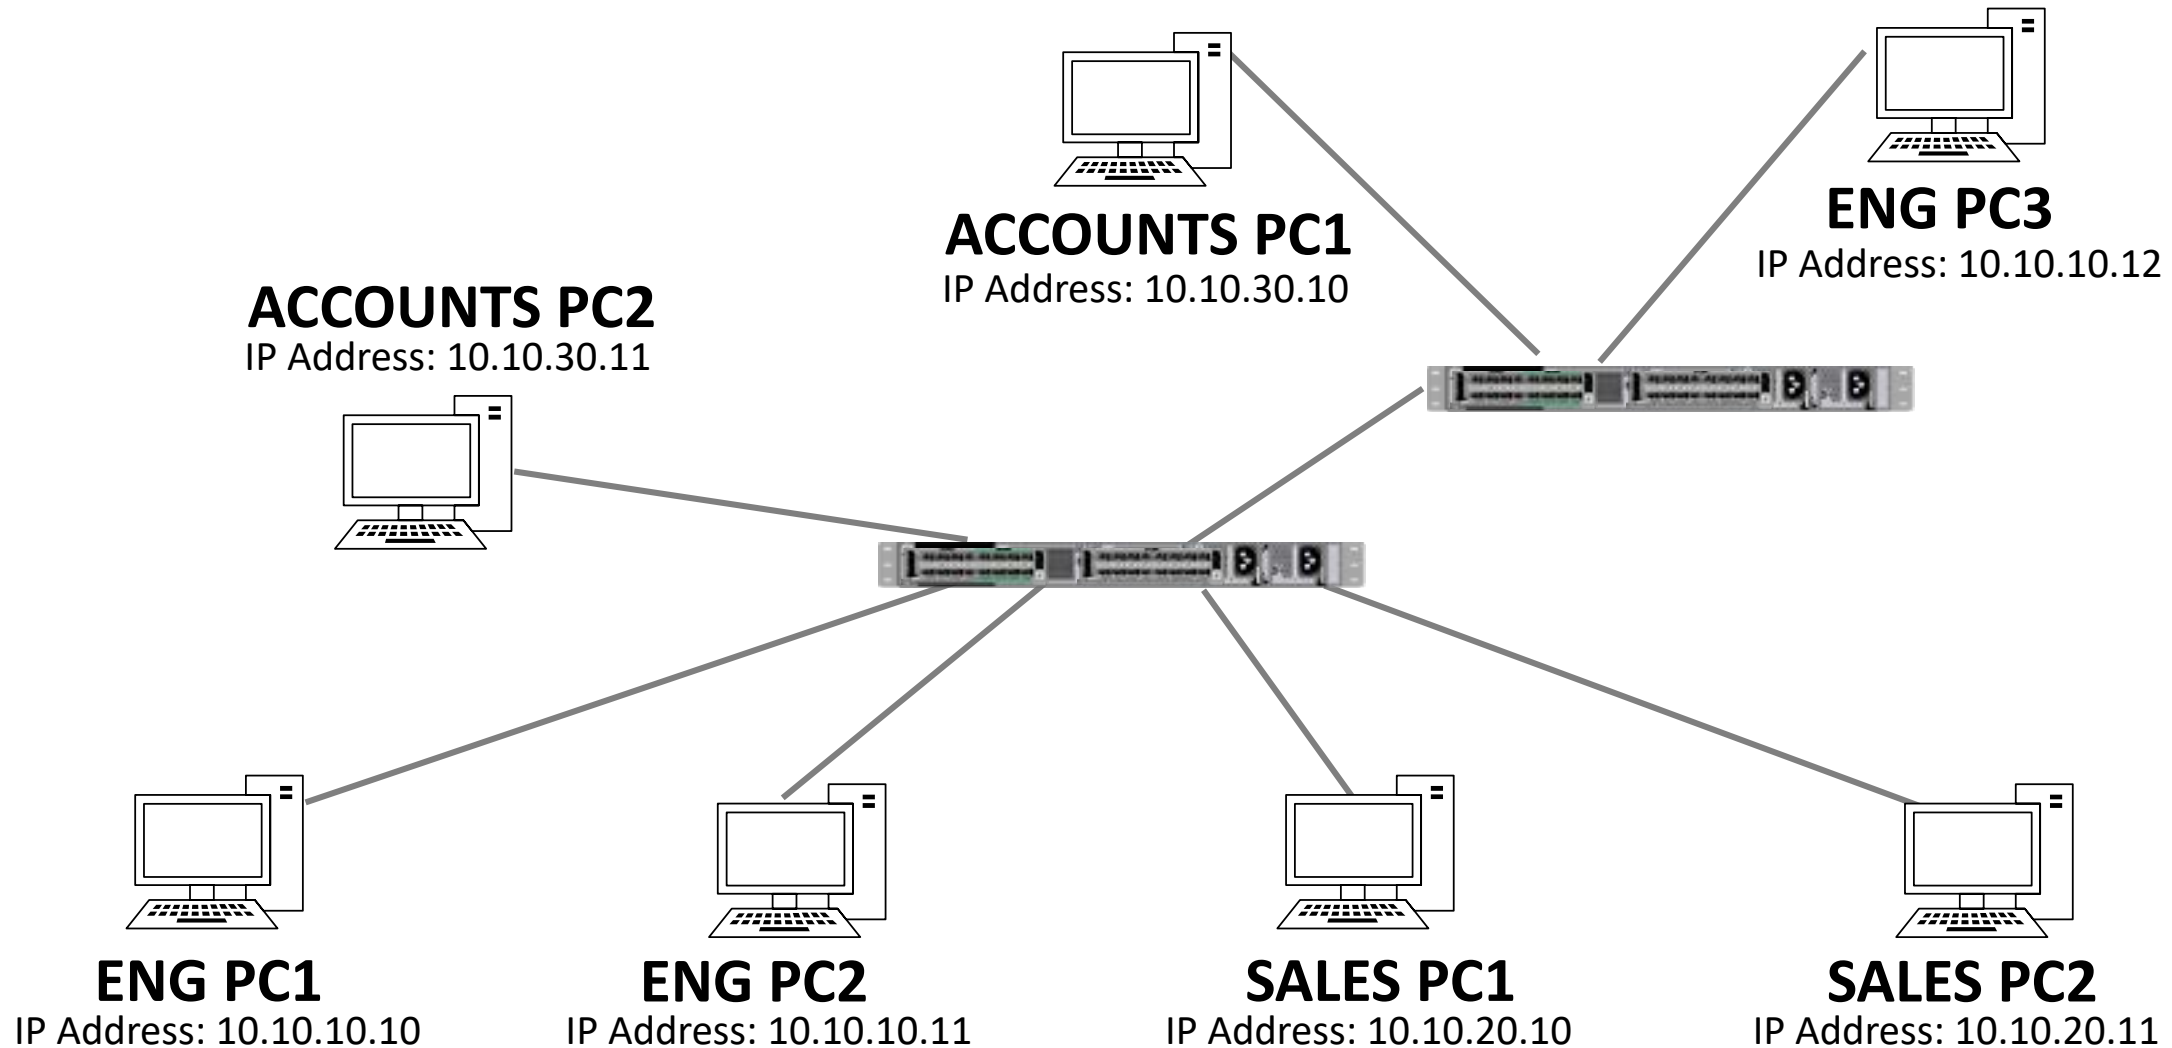 ACCOUNTS PC1
IP Address: 10.10.30.10
ENG PC3
IP Address: 10.10.10.12
ACCOUNTS PC2
IP Address: 10.10.30.11
ENG PC1
IP Address: 10.10.10.10
ENG PC2
IP Address: 10.10.10.11
SALES PC1
IP Address: 10.10.20.10
SALES PC2
IP Address: 10.10.20.11